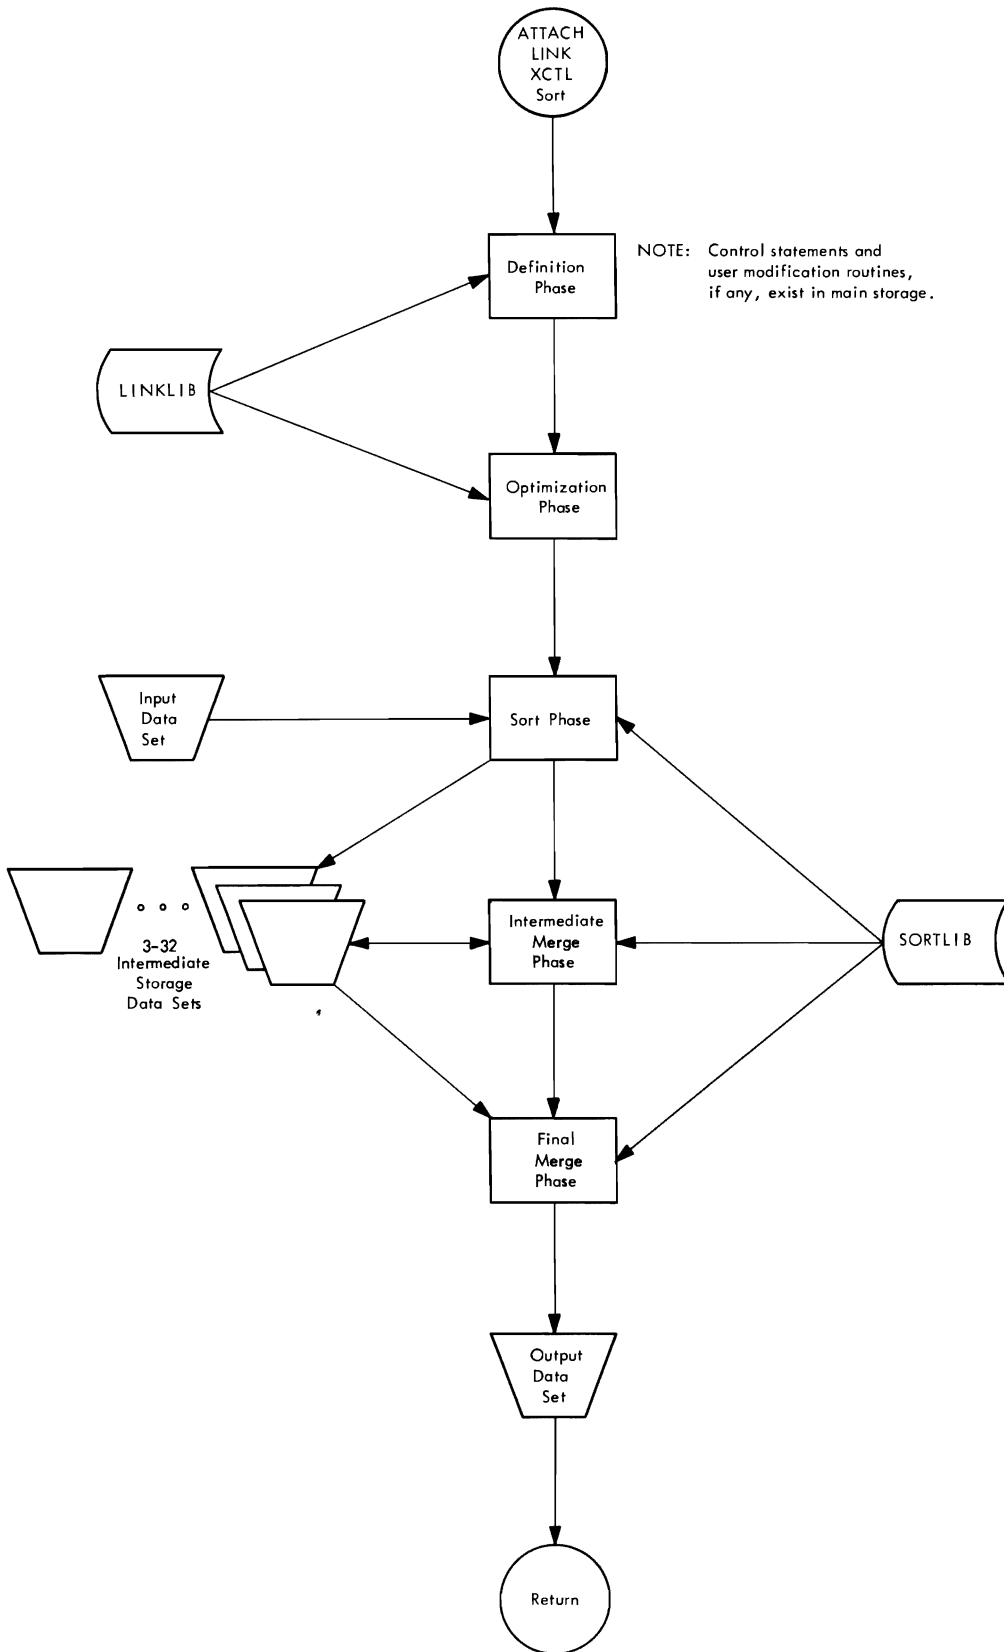 ATTACH
LINK
XCTL
Sort
Definition
Phase
NOTE: Control statements and
user modification routines,
if any, exist in main storage.
LINKLIB
Optimization
Phase
Input
Data
Set
Sort Phase
3-32
Intermediate
Storage
Data Sets
Intermediate
Merge
Phase
SORTLIB
Final
Merge
Phase
Output
Data
Set
Return